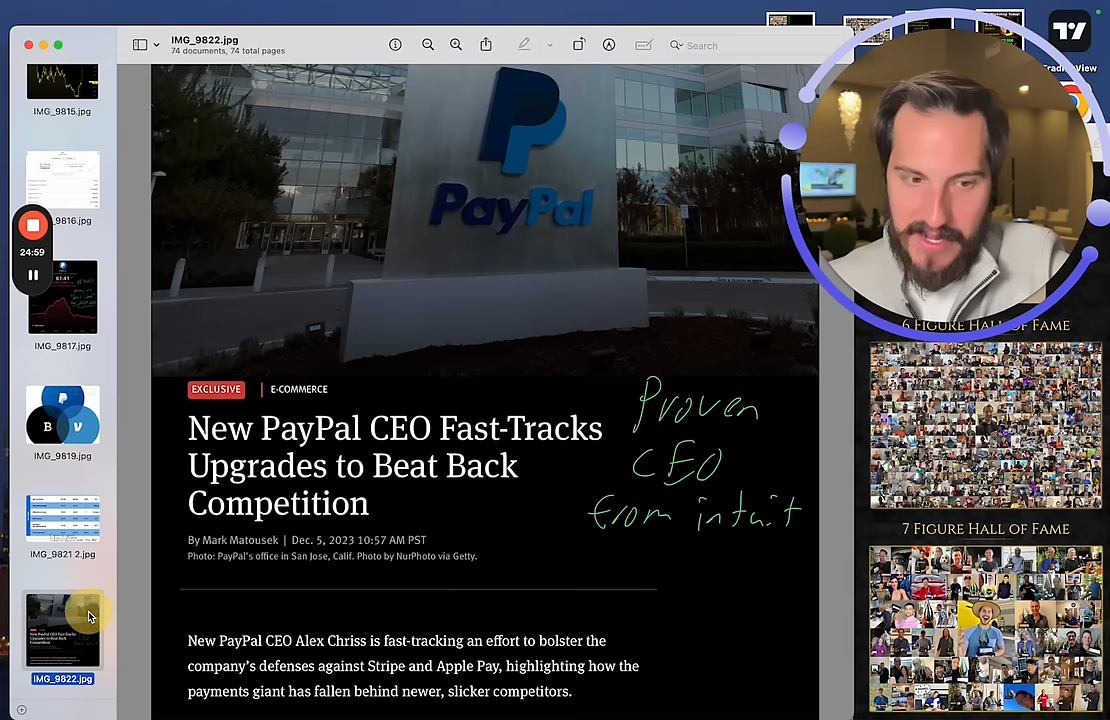 IMG_9822.jpg
74 documents, 74 total pages
Search
Trading View
IMG_9815.jpg
_9816.jpg
24:59
61.41
IMG_9817.jpg
B
V
IMG_9819.jpg
IMG_9821 2.jpg
IMG_9822.jpg
PayPal
EXCLUSIVE | E-COMMERCE
New PayPal CEO Fast-Tracks
Upgrades to Beat Back
Competition
By Mark Matousek | Dec. 5, 2023 10:57 AM PST
Photo: PayPal's office in San Jose, Calif. Photo by NurPhoto via Getty.
Proven
CEO
from intuit
New PayPal CEO Alex Chriss is fast-tracking an effort to bolster the
company's defenses against Stripe and Apple Pay, highlighting how the
payments giant has fallen behind newer, slicker competitors.
6 FIGURE HALL OF FAME
7 FIGURE HALL OF FAME